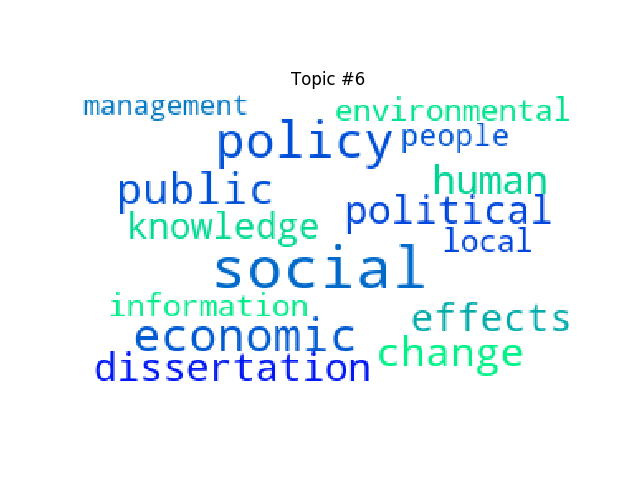 Topic #6
management environmental
policy people
public human
knowledge political
local
social
information effects
economic change
dissertation